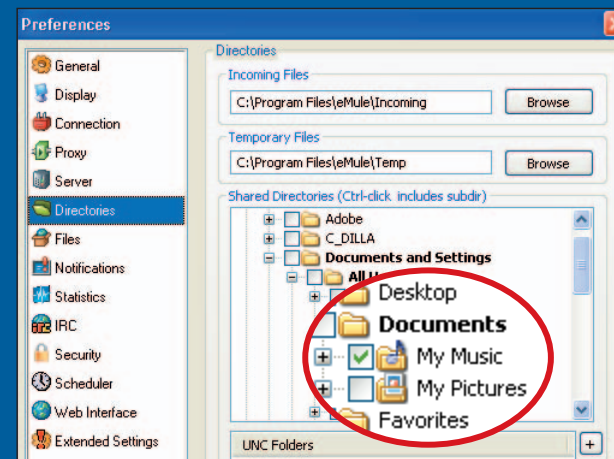 Preferences
General
Display
Connection
Proxy
Server
Directories
Files
Notifications
Statistics
IRC
Security
Scheduler
Web Interface
Extended Settings
Directories
Incoming Files
C:\Program Files\eMule\Incoming
Browse
Temporary Files
C:\Program Files\eMule\Temp
Browse
Shared Directories (Ctrl-click includes subdir)
Adobe
C_DILLA
Documents and Settings
All
Desktop
Documents
My Music
My Pictures
Favorites
UNC Folders